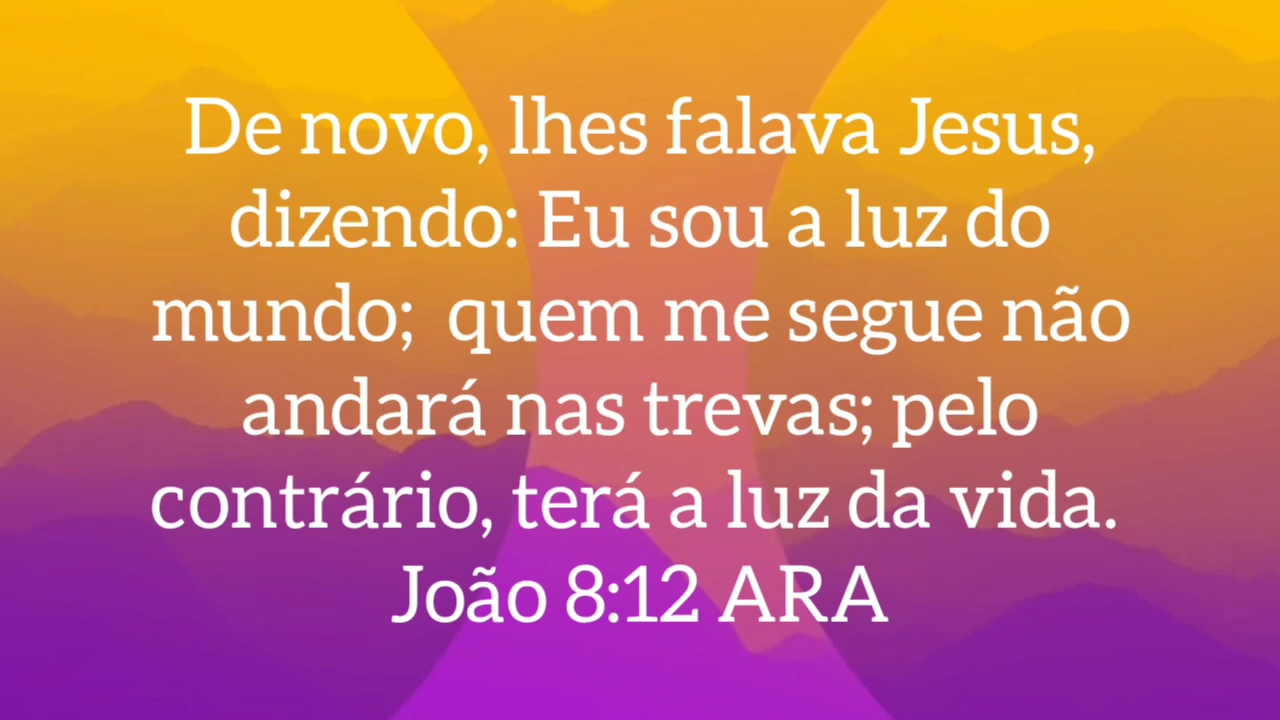 De novo, lhes falava Jesus,
dizendo: Eu sou a luz do
mundo;  quem me segue não
andará nas trevas; pelo
contrário, terá a luz da vida.
João 8:12 ARA